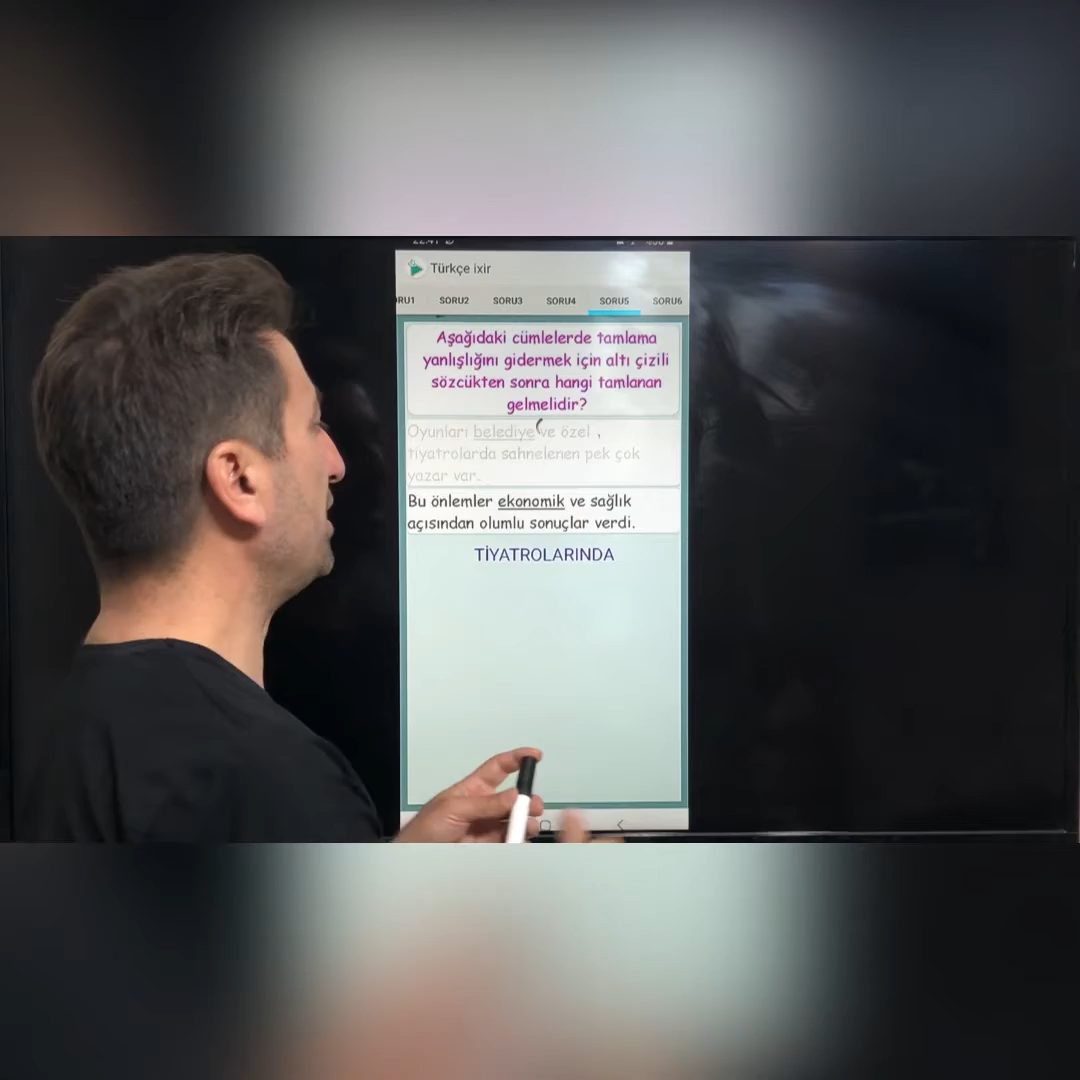 Türkçe ixir
RU1 SORU2 SORU3 SORU4 SORU5 SORU6
Aşağıdaki cümlelerde tamlama
yanlışlığını gidermek için altı çizili
sözcükten sonra hangi tamlanan
gelmelidir?
Oyunları belediye ve özel ,
tiyatrolarda sahnelenen pek çok
yazar var.
Bu önlemler ekonomik ve sağlık
açısından olumlu sonuçlar verdi.
TİYATROLARINDA